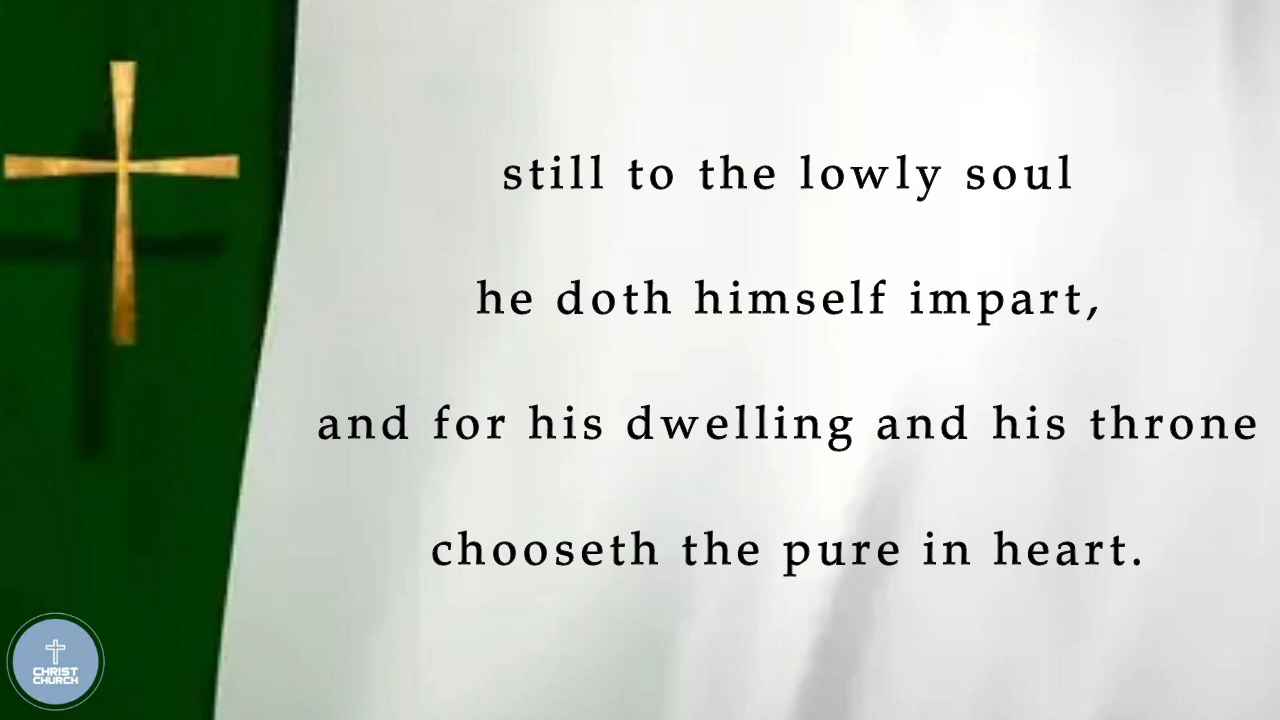 still to the lowly soul
he doth himself impart,
and for his dwelling and his throne
chooseth the pure in heart.
CHRIST
CHURCH